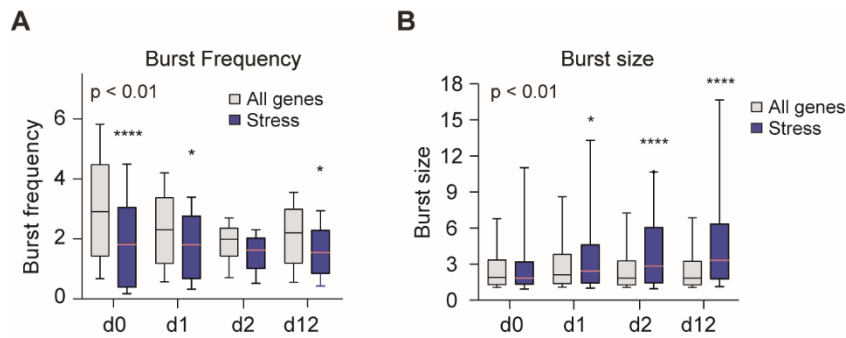 A
Burst Frequency
p < 0.01
All genes
Stress
****
*
*
Burst frequency
6
4
2
0
d0 d1 d2 d12
B
Burst size
p < 0.01
All genes
Stress
*
****
****
Burst size
18
15
12
9
6
3
0
d0 d1 d2 d12